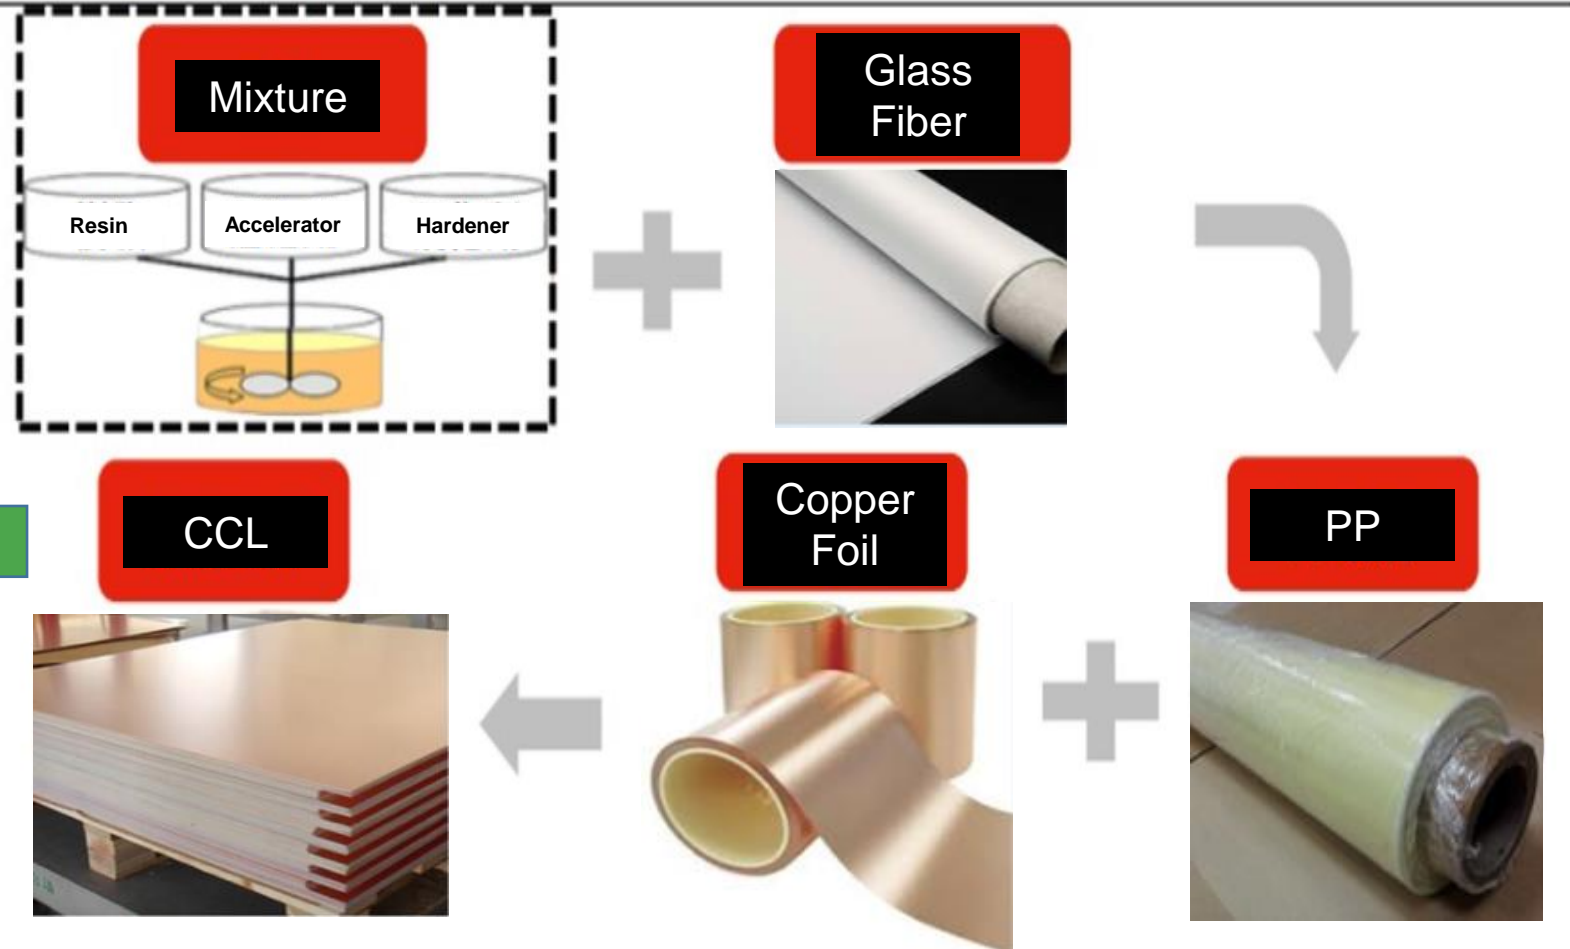 Mixture
Glass
Fiber
Resin
Accelerator
Hardener
CCL
Copper
Foil
PP